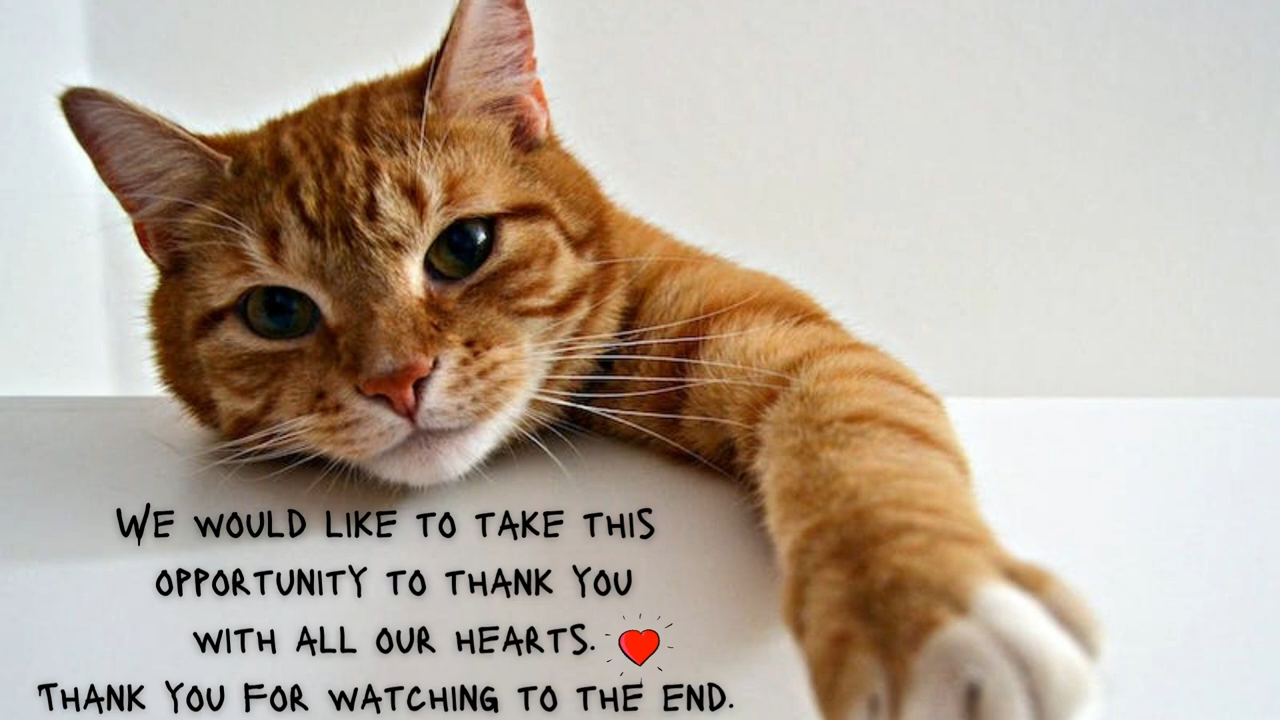 We would like to take this
opportunity to thank you
with all our hearts.
Thank you for watching to the end.